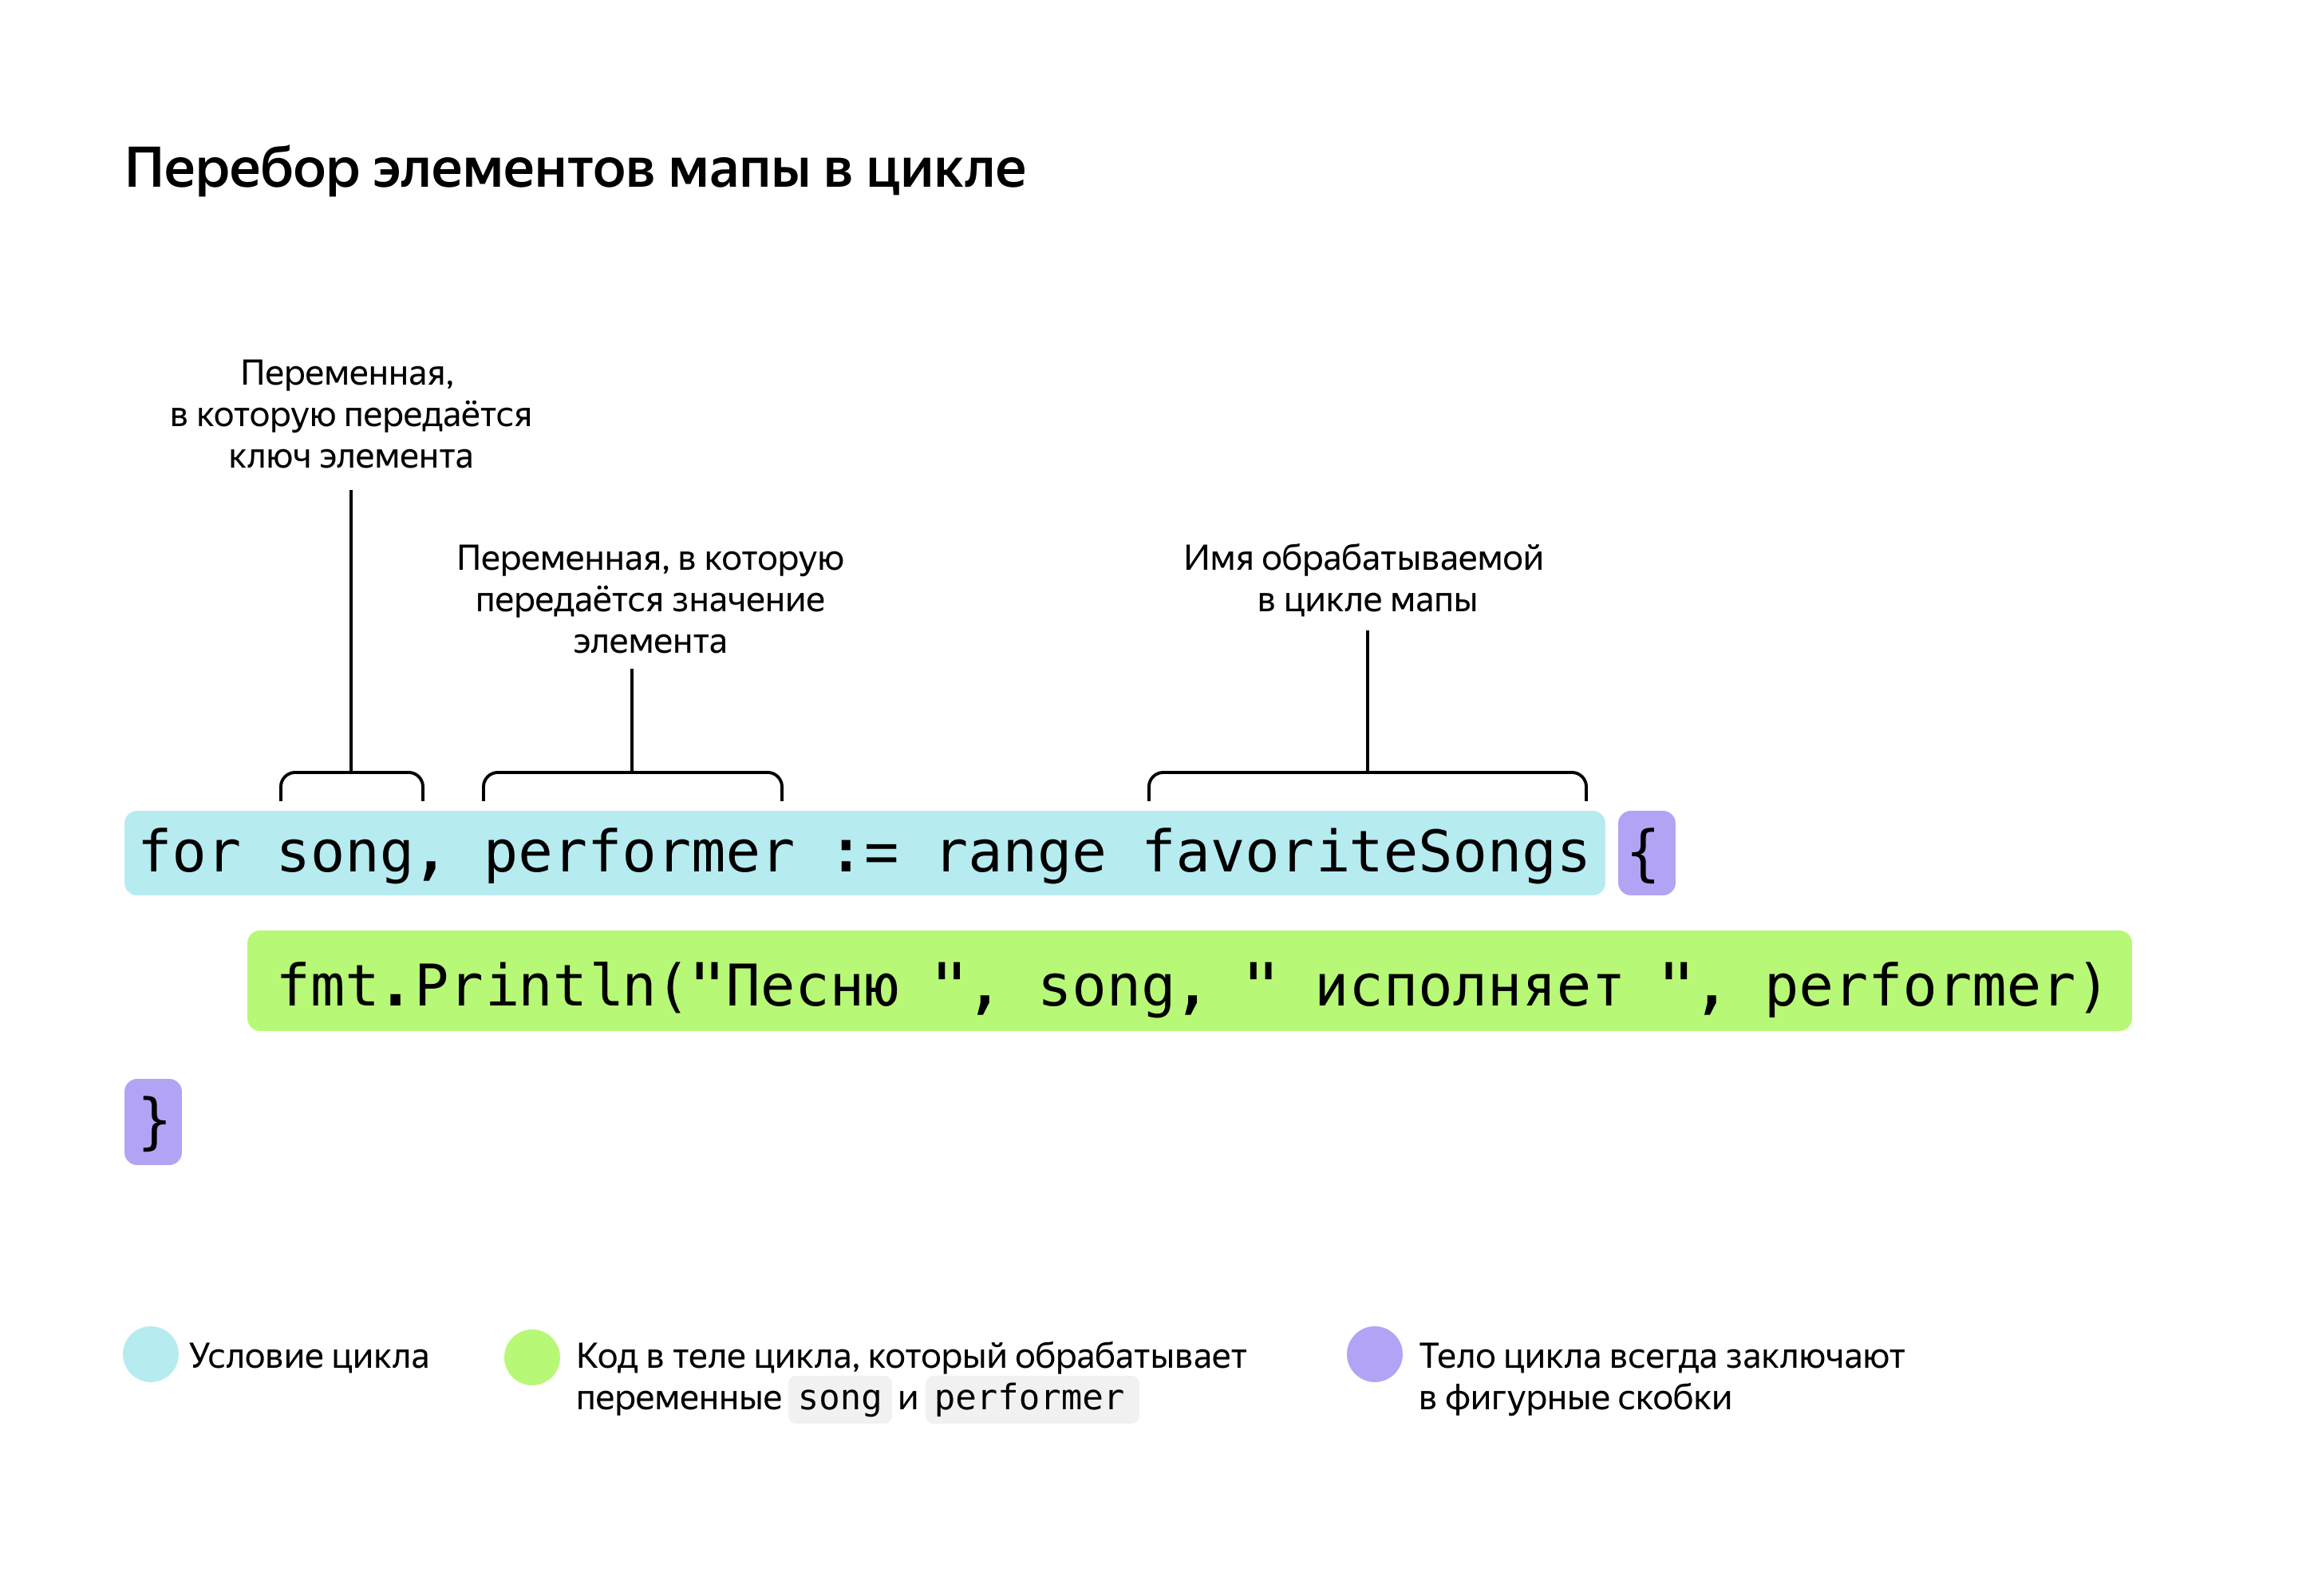 Перебор элементов мапы в цикле
Переменная,
в которую передаётся
ключ элемента
Переменная, в которую
передаётся значение
элемента
Имя обрабатываемой
в цикле мапы
for song, performer := range favoriteSongs {
fmt.Println("Песню ", song, " исполняет ", performer)
}
Условие цикла
Код в теле цикла, который обрабатывает
переменные song и performer
Тело цикла всегда заключают
в фигурные скобки